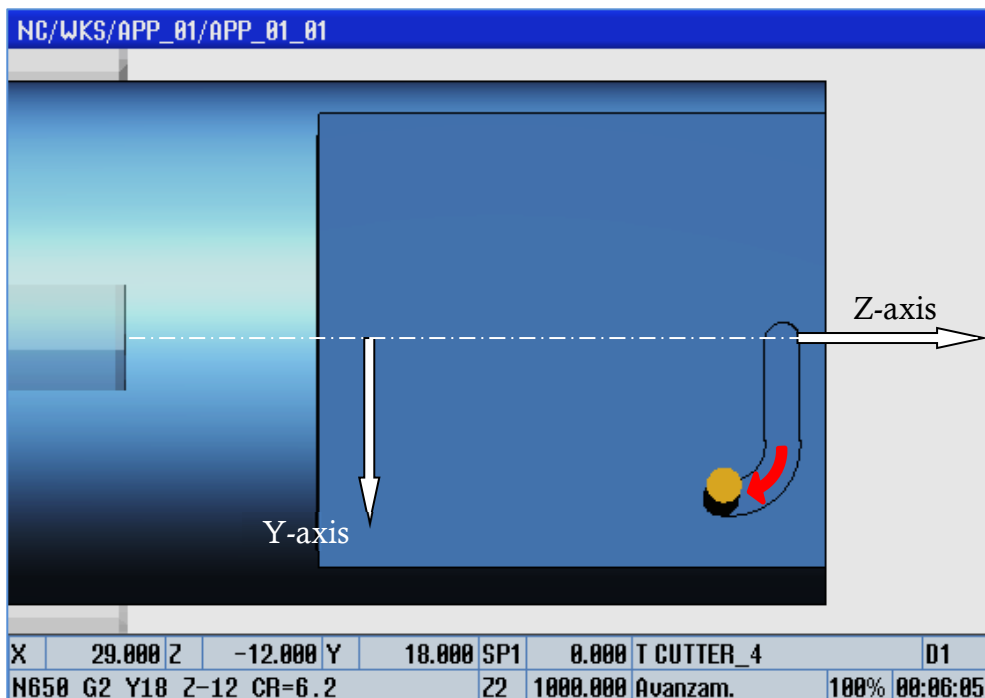 NC/WKS/APP_01/APP_01_01
Z-axis
Y-axis
X 29.000 Z -12.000 Y 18.000 SP1 0.000 T CUTTER_4 D1
N650 G2 Y18 Z-12 CR=6.2 Z2 1000.000 Avanzam. 100% 00:06:05